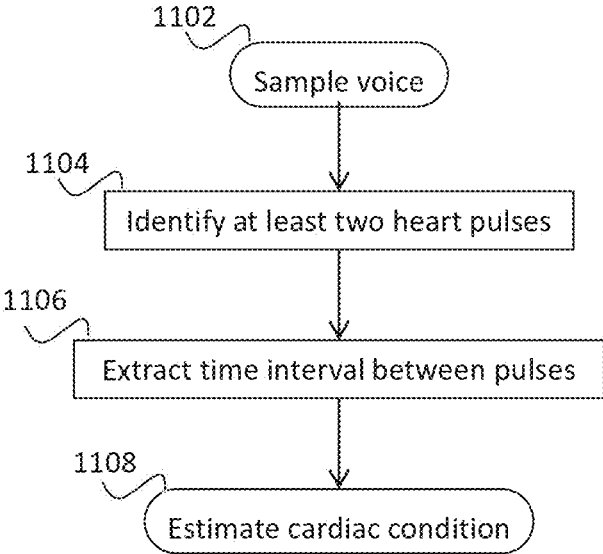 1102
Sample voice
1104
Identify at least two heart pulses
1106
Extract time interval between pulses
1108
Estimate cardiac condition